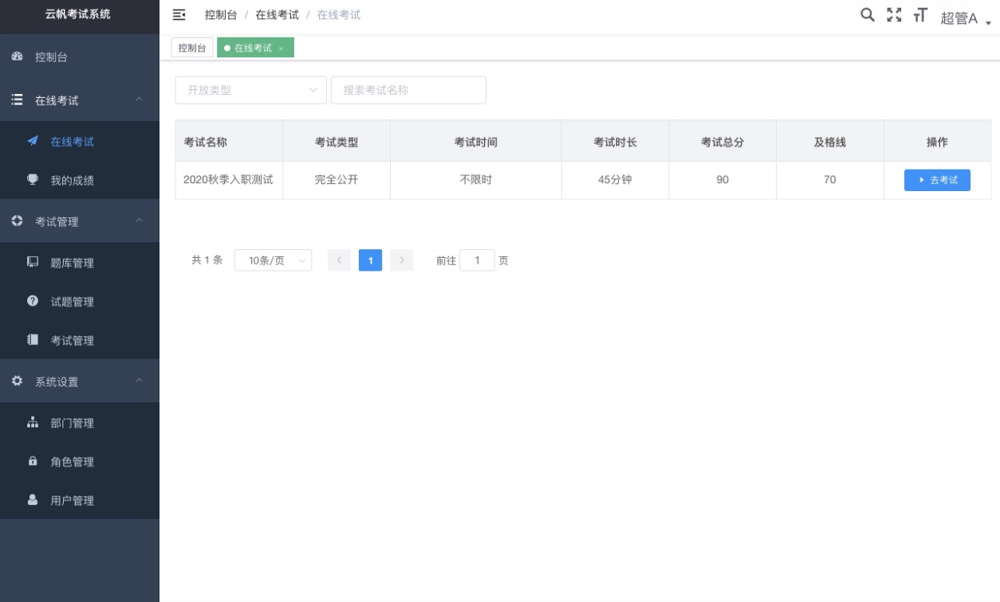 云帆考试系统
控制台 / 在线考试 / 在线考试
超管A
控制台
在线考试 ×
控制台
在线考试
在线考试
我的成绩
考试管理
题库管理
试题管理
考试管理
系统设置
部门管理
角色管理
用户管理
开放类型
搜索考试名称
考试名称 考试类型 考试时间 考试时长 考试总分 及格线 操作
2020秋季入职测试 完全公开 不限时 45分钟 90 70 去考试
共 1 条 10条/页 1 前往 1 页